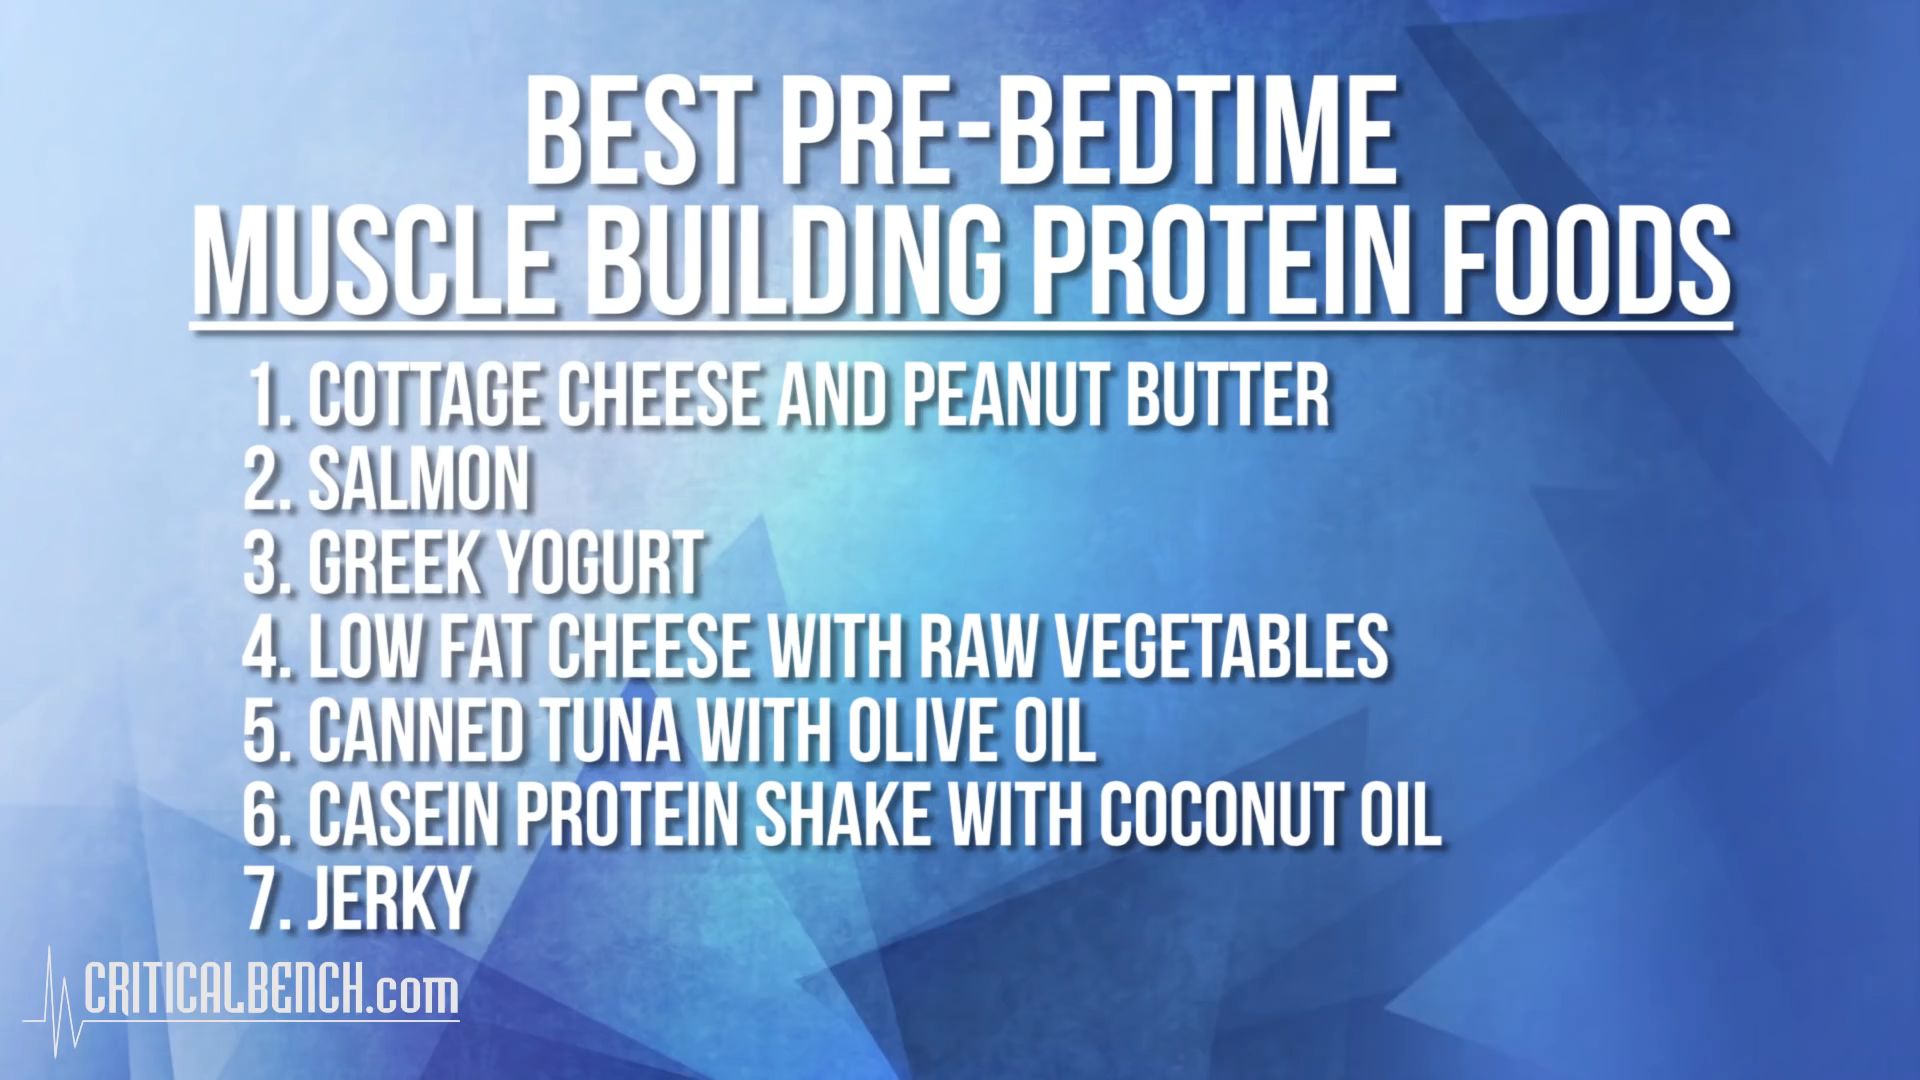 BEST PRE-BEDTIME
MUSCLE BUILDING PROTEIN FOODS
1. COTTAGE CHEESE AND PEANUT BUTTER
2. SALMON
3. GREEK YOGURT
4. LOW FAT CHEESE WITH RAW VEGETABLES
5. CANNED TUNA WITH OLIVE OIL
6. CASEIN PROTEIN SHAKE WITH COCONUT OIL
7. JERKY
CRITICALBENCH.com